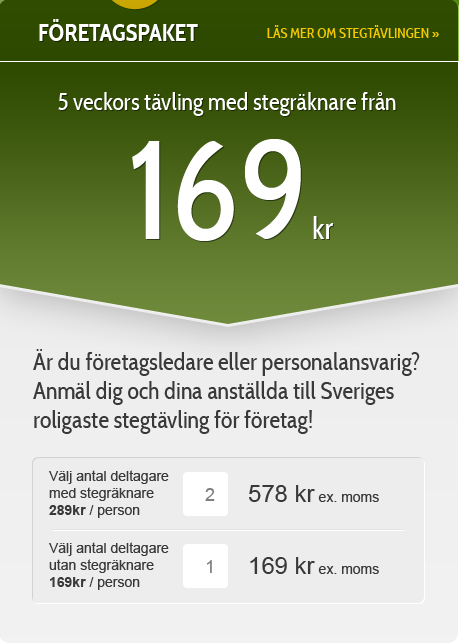 FÖRETAGSPAKET
LÄS MER OM STEGTÄVLINGEN »
5 veckors tävling med stegräknare från
169 kr
Är du företagsledare eller personalansvarig?
Anmäl dig och dina anställda till Sveriges
roligaste stegtävling för företag!
Välj antal deltagare
med stegräknare
289kr / person
2
578 kr ex. moms
Välj antal deltagare
utan stegräknare
169kr / person
1
169 kr ex. moms